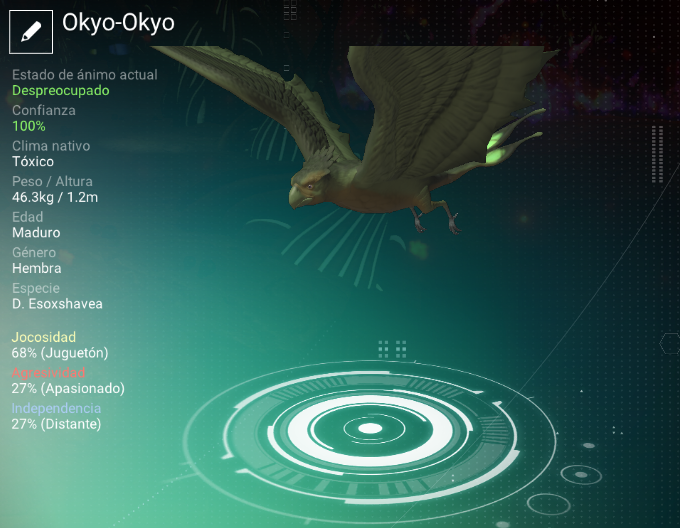 Okyo-Okyo
Estado de ánimo actual
Despreocupado
Confianza
100%
Clima nativo
Tóxico
Peso / Altura
46.3kg / 1.2m
Edad
Maduro
Género
Hembra
Especie
D. Esoxshavea
Jocosidad
68% (Juguetón)
Agresividad
27% (Apasionado)
Independencia
27% (Distante)